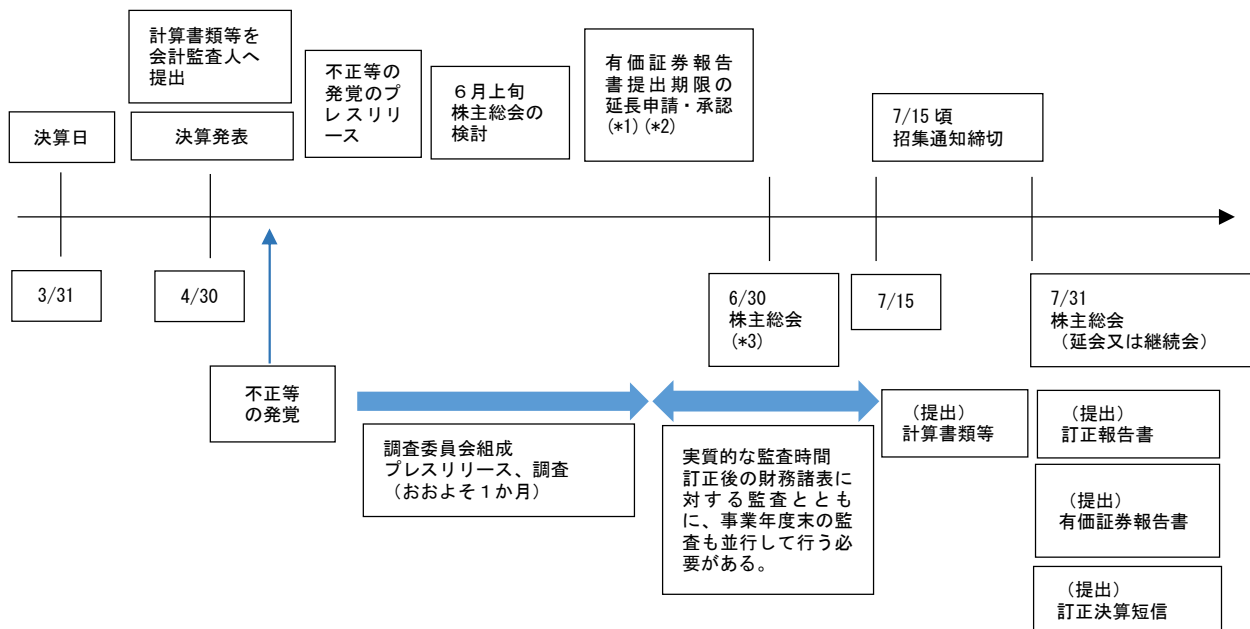 計算書類等を
会計監査人へ
提出
不正等の
発覚のプ
レスリリ
ース
6月上旬
株主総会の
検討
有価証券報告
書提出期限の
延長申請・承認
(*1)(*2)
7/15 頃
招集通知締切
決算日
決算発表
3/31
4/30
6/30
株主総会
(*3)
7/15
7/31
株主総会
（延会又は継続会）
不正等
の発覚
調査委員会組成
プレスリリース、調査
（おおよそ１か月）
実質的な監査時間
訂正後の財務諸表に
対する監査ととも
に、事業年度末の監
査も並行して行う必
要がある。
（提出）
計算書類等
（提出）
訂正報告書
（提出）
有価証券報告書
（提出）
訂正決算短信